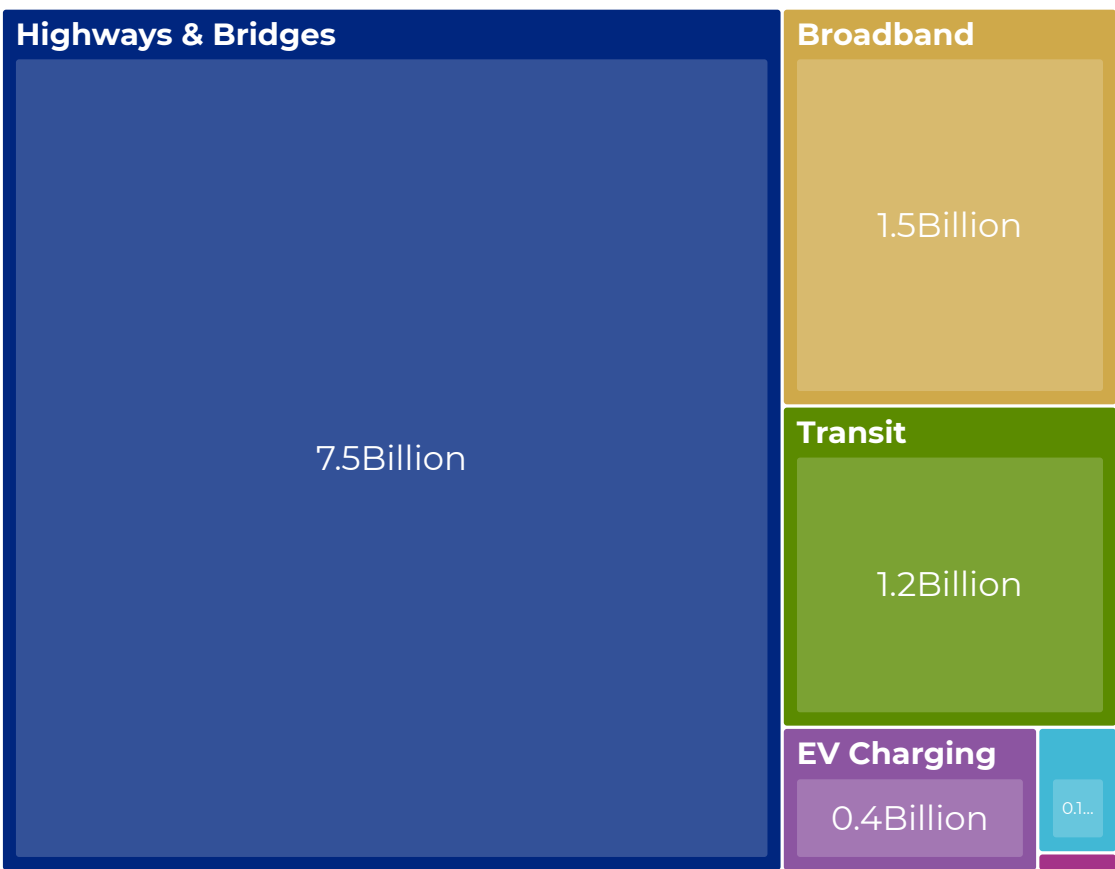 Highways & Bridges
7.5Billion
Broadband
1.5Billion
Transit
1.2Billion
EV Charging
0.4Billion
0.1...